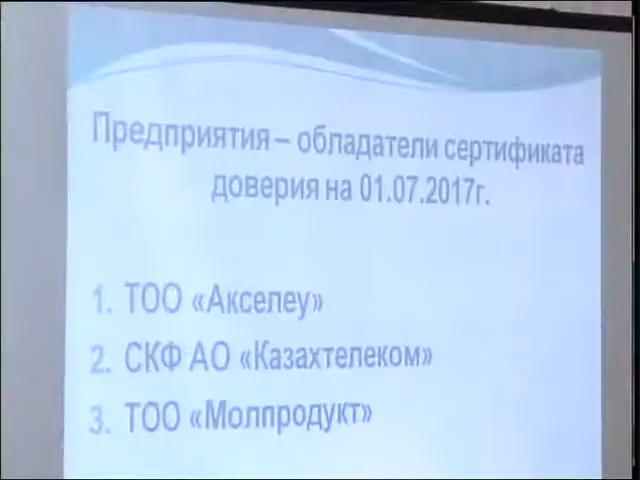 Предприятия – обладатели сертификата
доверия на 01.07.2017г.
1. ТОО «Акселеу»
2. СКФ АО «Казахтелеком»
3. ТОО «Молпродукт»